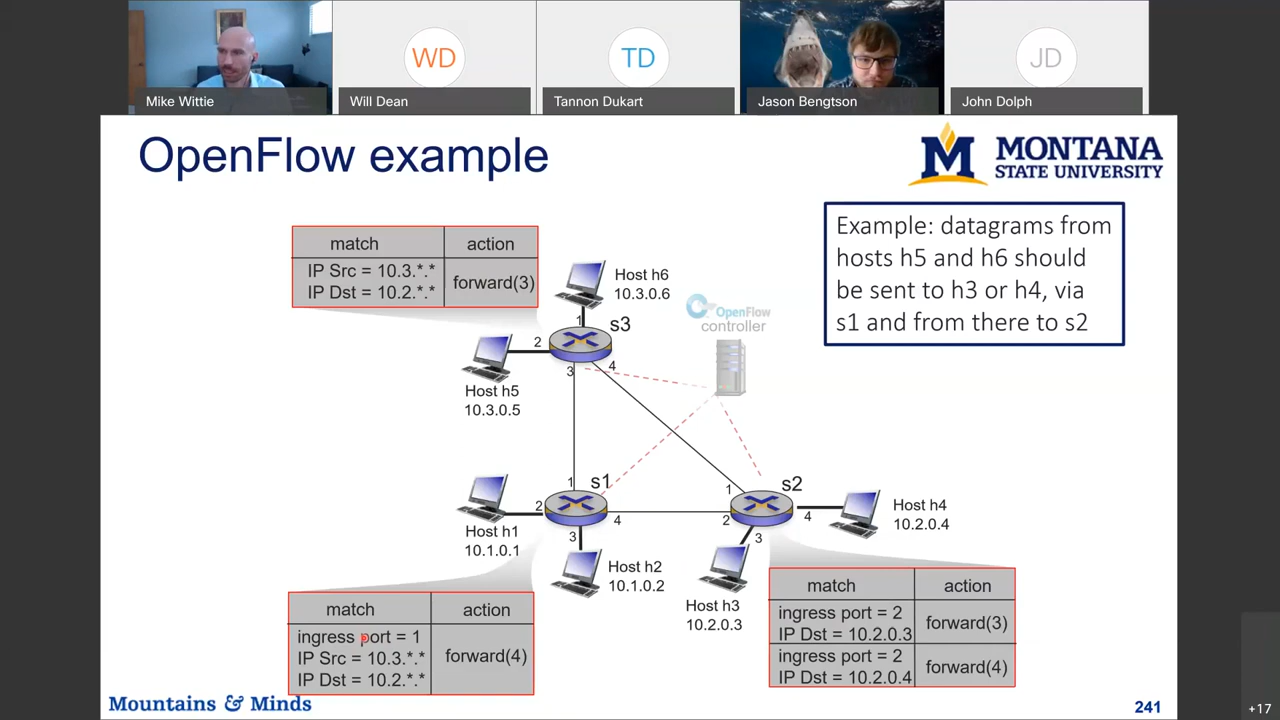 WD
TD
JD
Mike Wittie
Will Dean
Tannon Dukart
Jason Bengtson
John Dolph
OpenFlow example
M MONTANA
STATE UNIVERSITY
Example: datagrams from
hosts h5 and h6 should
be sent to h3 or h4, via
s1 and from there to s2
match action
IP Src = 10.3.*.*
IP Dst = 10.2.*.*
forward(3)
Host h6
10.3.0.6
OpenFlow
controller
1
s3
2
3
4
Host h5
10.3.0.5
1
s1
2
3
4
Host h1
10.1.0.1
Host h2
10.1.0.2
1
s2
2
3
4
Host h4
10.2.0.4
Host h3
10.2.0.3
match action
ingress port = 1
IP Src = 10.3.*.*
IP Dst = 10.2.*.*
forward(4)
match action
ingress port = 2
IP Dst = 10.2.0.3
forward(3)
ingress port = 2
IP Dst = 10.2.0.4
forward(4)
Mountains & Minds
241
+17